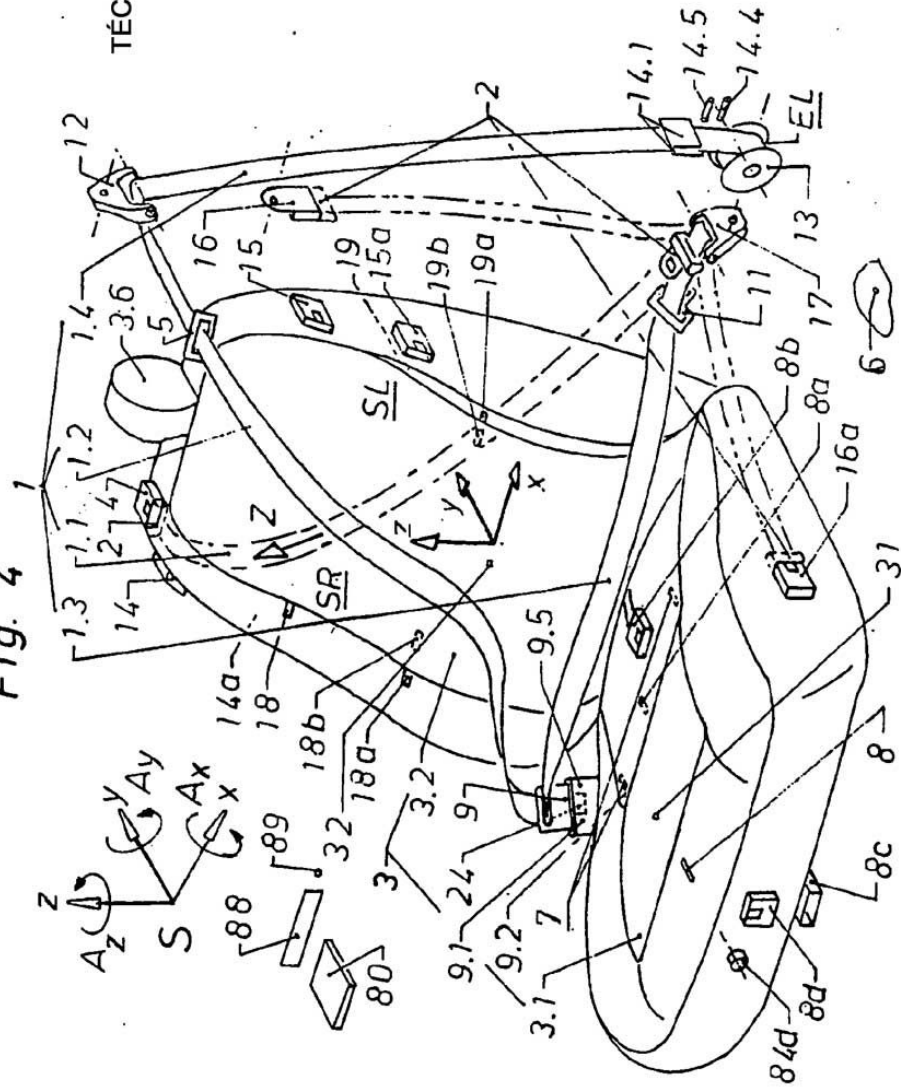 Fig. 4
TÉC
1
1.3
1.1
1.2
1.4
12
3.6
5
4
2
14
14a
18
18b
18a
32
3.2
3
SR
SL
Z
z
y
x
16
15
19
15a
19b
19a
2
14.1
14.5
14.4
EL
13
17
11
6
8b
8a
16a
31
8
8c
8d
84d
3.1
7
9.2
9.1
24
9
9.5
z
Az
y
Ay
Ax
x
S
89
88
80